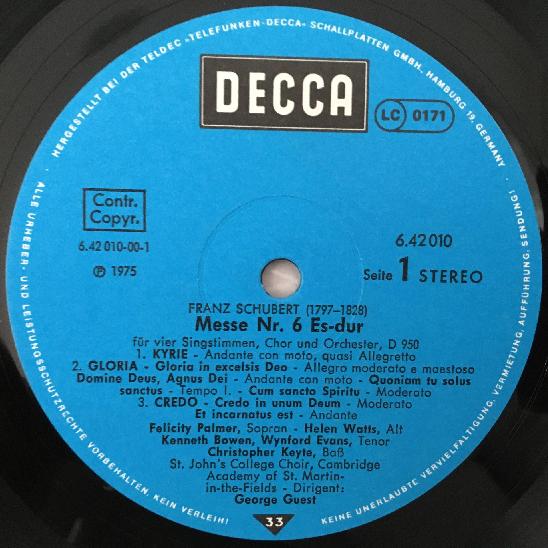 HERGESTELLT BEI DER TELDEC »TELEFUNKEN-DECCA« SCHALLPLATTEN GMBH, HAMBURG 19, GERMANY ·
DECCA
LC 0171
Contr.
Copyr.
6.42 010-00-1
℗ 1975
6.42 010
Seite 1 STEREO
FRANZ SCHUBERT (1797-1828)
Messe Nr. 6 Es-dur
für vier Singstimmen, Chor und Orchester, D 950
1. KYRIE - Andante con moto, quasi Allegretto
2. GLORIA - Gloria in excelsis Deo - Allegro moderato e maestoso
Domine Deus, Agnus Dei - Andante con moto - Quoniam tu solus
sanctus - Tempo I. - Cum sancto Spiritu - Moderato
3. CREDO - Credo in unum Deum - Moderato
Et incarnatus est - Andante
Felicity Palmer, Sopran - Helen Watts, Alt
Kenneth Bowen, Wynford Evans, Tenor
Christopher Keyte, Baß
St. John's College Choir, Cambridge
Academy of St. Martin-
in-the-Fields - Dirigent:
George Guest
33
· ALLE URHEBER- UND LEISTUNGSSCHUTZRECHTE VORBEHALTEN. KEIN VERLEIH!
KEINE UNERLAUBTE VERVIELFÄLTIGUNG, VERMIETUNG, AUFFÜHRUNG, SENDUNG!